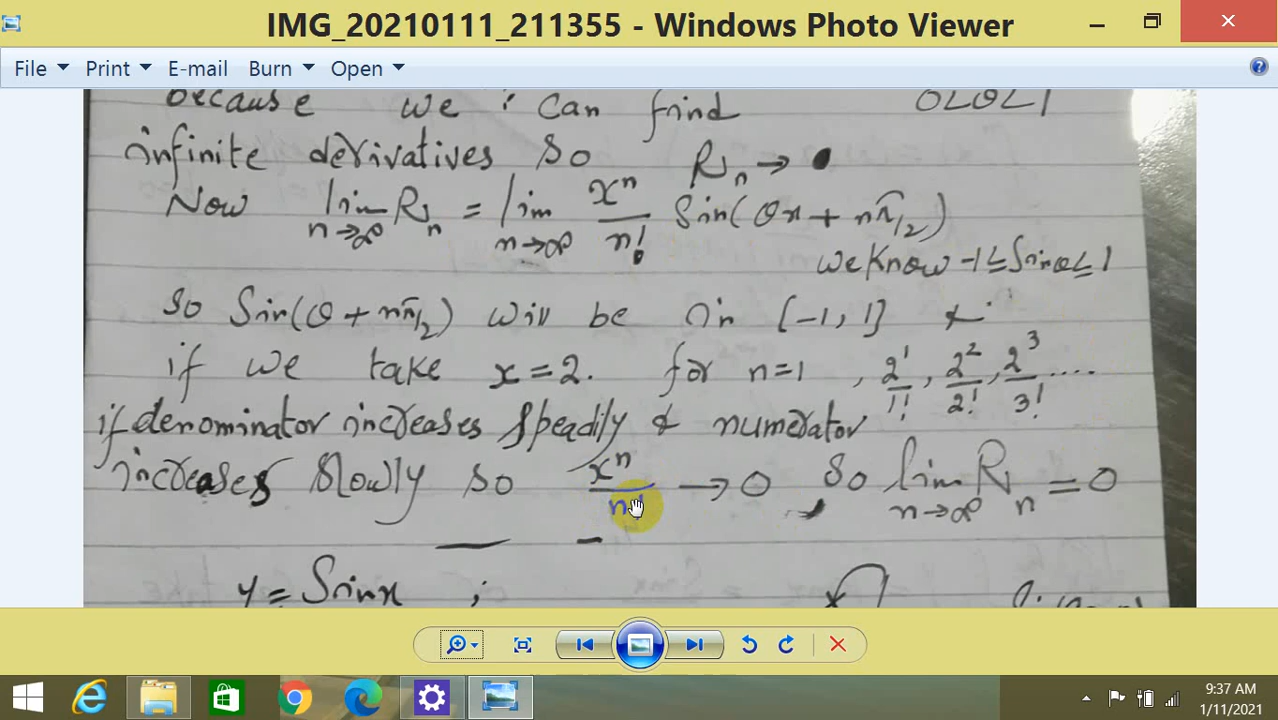 IMG_20210111_211355 - Windows Photo Viewer
File Print E-mail Burn Open
because we can find 0<θ<1
infinite derivatives so Rn →
Now lim n→∞ Rn = lim n→∞ xⁿ/n! Sin(θx + nπ/2)
we know -1≤Sinθ≤1
So Sin(θ + nπ/2) will be in [-1, 1]
if we take x = 2. for n=1, 2¹/1!, 2²/2!, 2³/3! ....
if denominator increases speadily & numerator
increases slowly so xⁿ/n! → 0 So lim n→∞ Rn = 0
y = Sinx ;
9:37 AM
1/11/2021